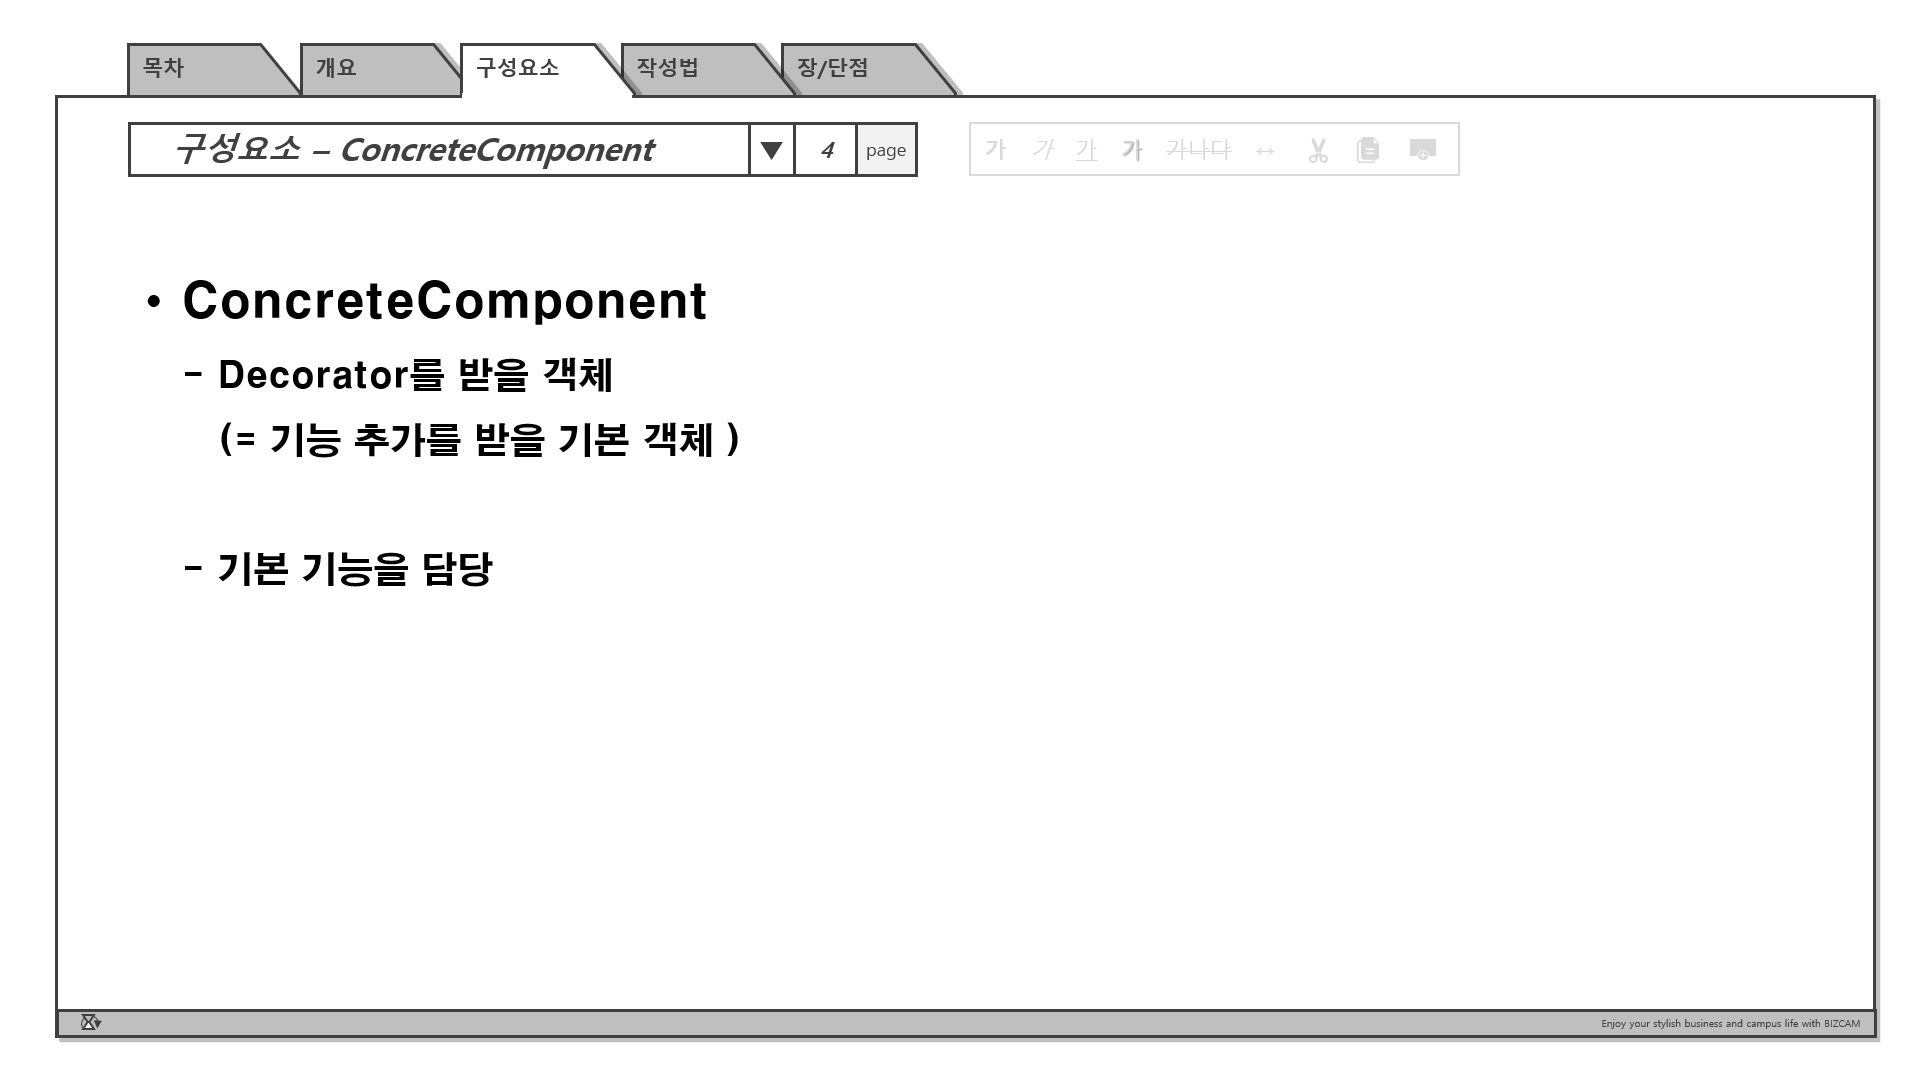 목차
개요
구성요소
작성법
장/단점
구성요소 – ConcreteComponent
▼
4
page
가 가 가 가 가나다 ↔
• ConcreteComponent
– Decorator를 받을 객체
(= 기능 추가를 받을 기본 객체 )
– 기본 기능을 담당
Enjoy your stylish business and campus life with BIZCAM